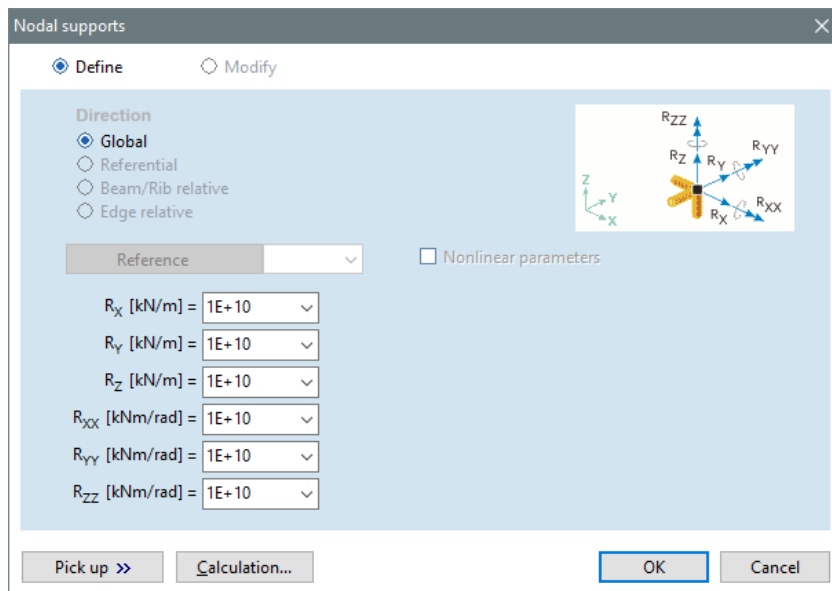 Nodal supports
Define Modify
Direction
Global
Referential
Beam/Rib relative
Edge relative
RZZ
RZ RY RYY
RX RXX
Z
Y
X
Reference
Nonlinear parameters
RX [kN/m] = 1E+10
RY [kN/m] = 1E+10
RZ [kN/m] = 1E+10
RXX [kNm/rad] = 1E+10
RYY [kNm/rad] = 1E+10
RZZ [kNm/rad] = 1E+10
Pick up >> Calculation... OK Cancel